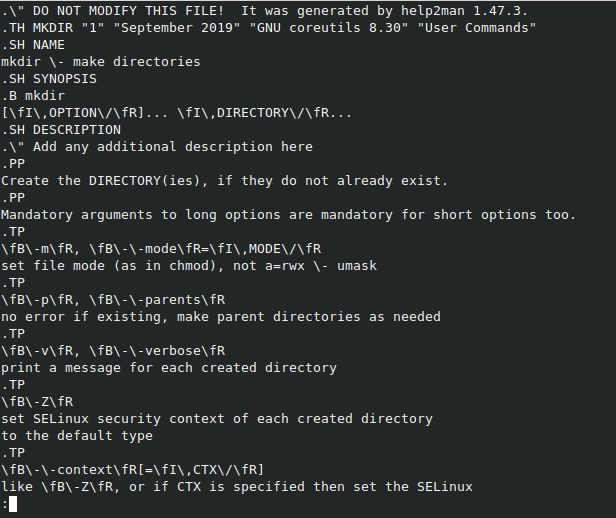 .\" DO NOT MODIFY THIS FILE!  It was generated by help2man 1.47.3.
.TH MKDIR "1" "September 2019" "GNU coreutils 8.30" "User Commands"
.SH NAME
mkdir \- make directories
.SH SYNOPSIS
.B mkdir
[\fI\,OPTION\/\fR]... \fI\,DIRECTORY\/\fR...
.SH DESCRIPTION
.\" Add any additional description here
.PP
Create the DIRECTORY(ies), if they do not already exist.
.PP
Mandatory arguments to long options are mandatory for short options too.
.TP
\fB\-m\fR, \fB\-\-mode\fR=\fI\,MODE\/\fR
set file mode (as in chmod), not a=rwx \- umask
.TP
\fB\-p\fR, \fB\-\-parents\fR
no error if existing, make parent directories as needed
.TP
\fB\-v\fR, \fB\-\-verbose\fR
print a message for each created directory
.TP
\fB\-Z\fR
set SELinux security context of each created directory
to the default type
.TP
\fB\-\-context\fR[=\fI\,CTX\/\fR]
like \fB\-Z\fR, or if CTX is specified then set the SELinux
: